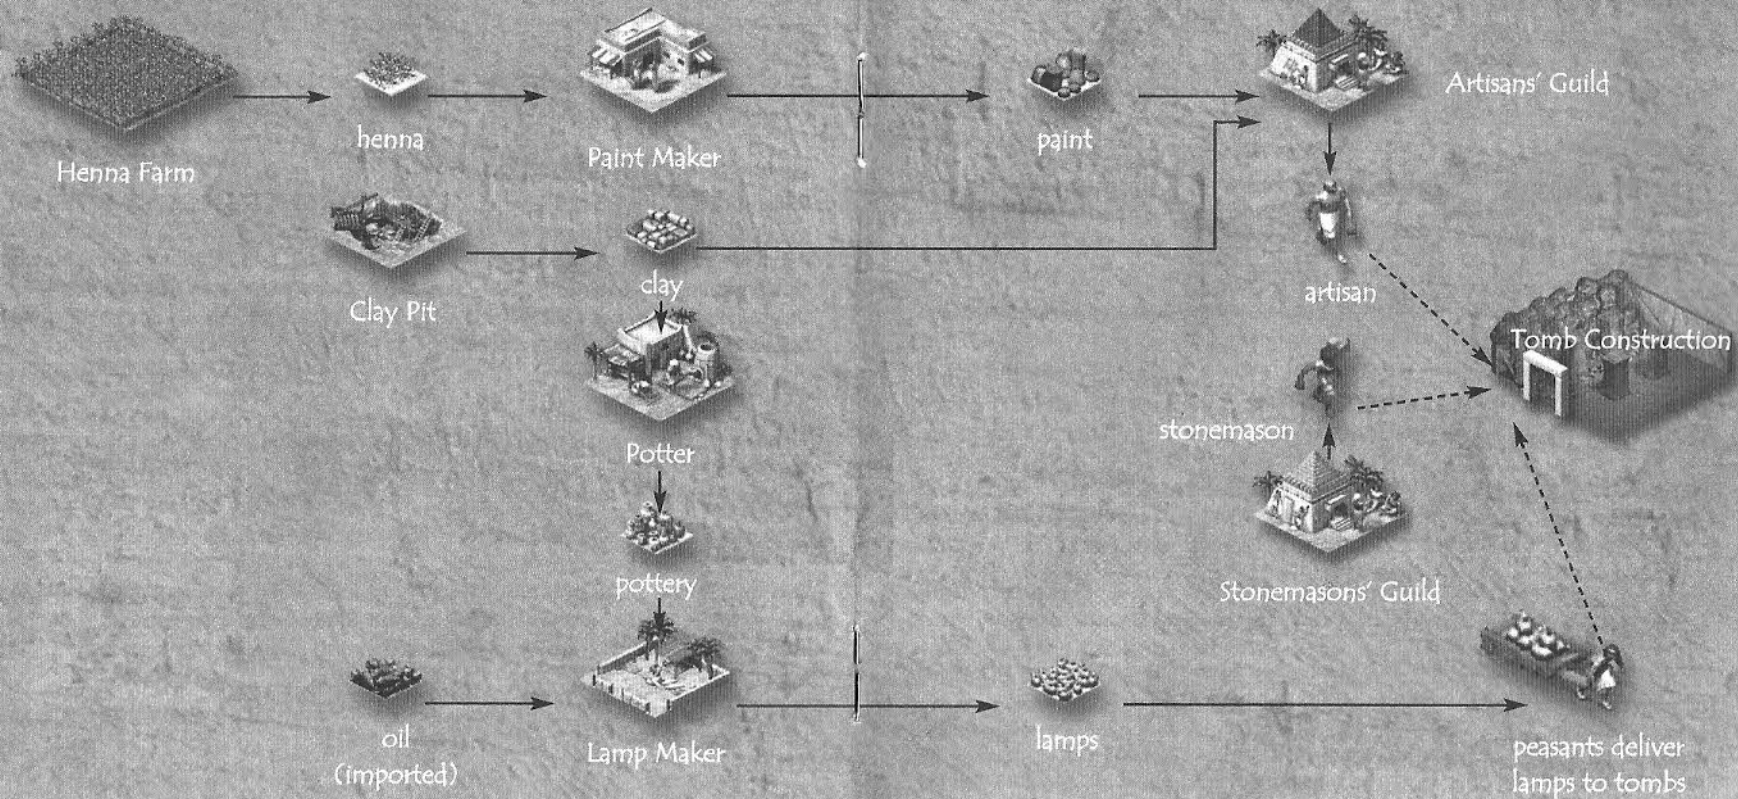 Artisans' Guild
henna
paint
Paint Maker
Henna Farm
clay
artisan
Clay Pit
Tomb Construction
stonemason
Potter
pottery
Stonemasons' Guild
oil
(imported)
Lamp Maker
lamps
peasants deliver
lamps to tombs